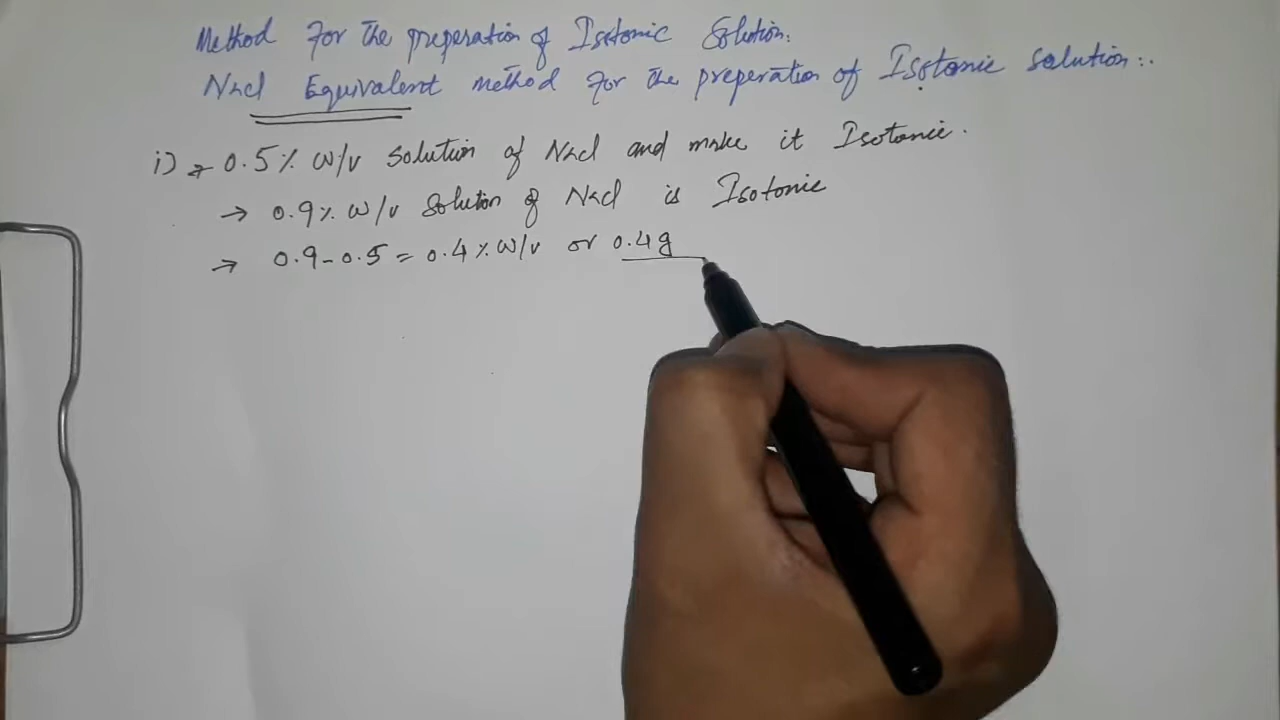 Method for the preperation of Isotonic Solution.
Nacl Equivalent method for the preperation of Isotonic solution :.
i) → 0.5% w/v solution of Nacl and make it Isotonic.
→ 0.9% w/v Solution of Nacl is Isotonic
→ 0.9-0.5 = 0.4% w/v or 0.4g